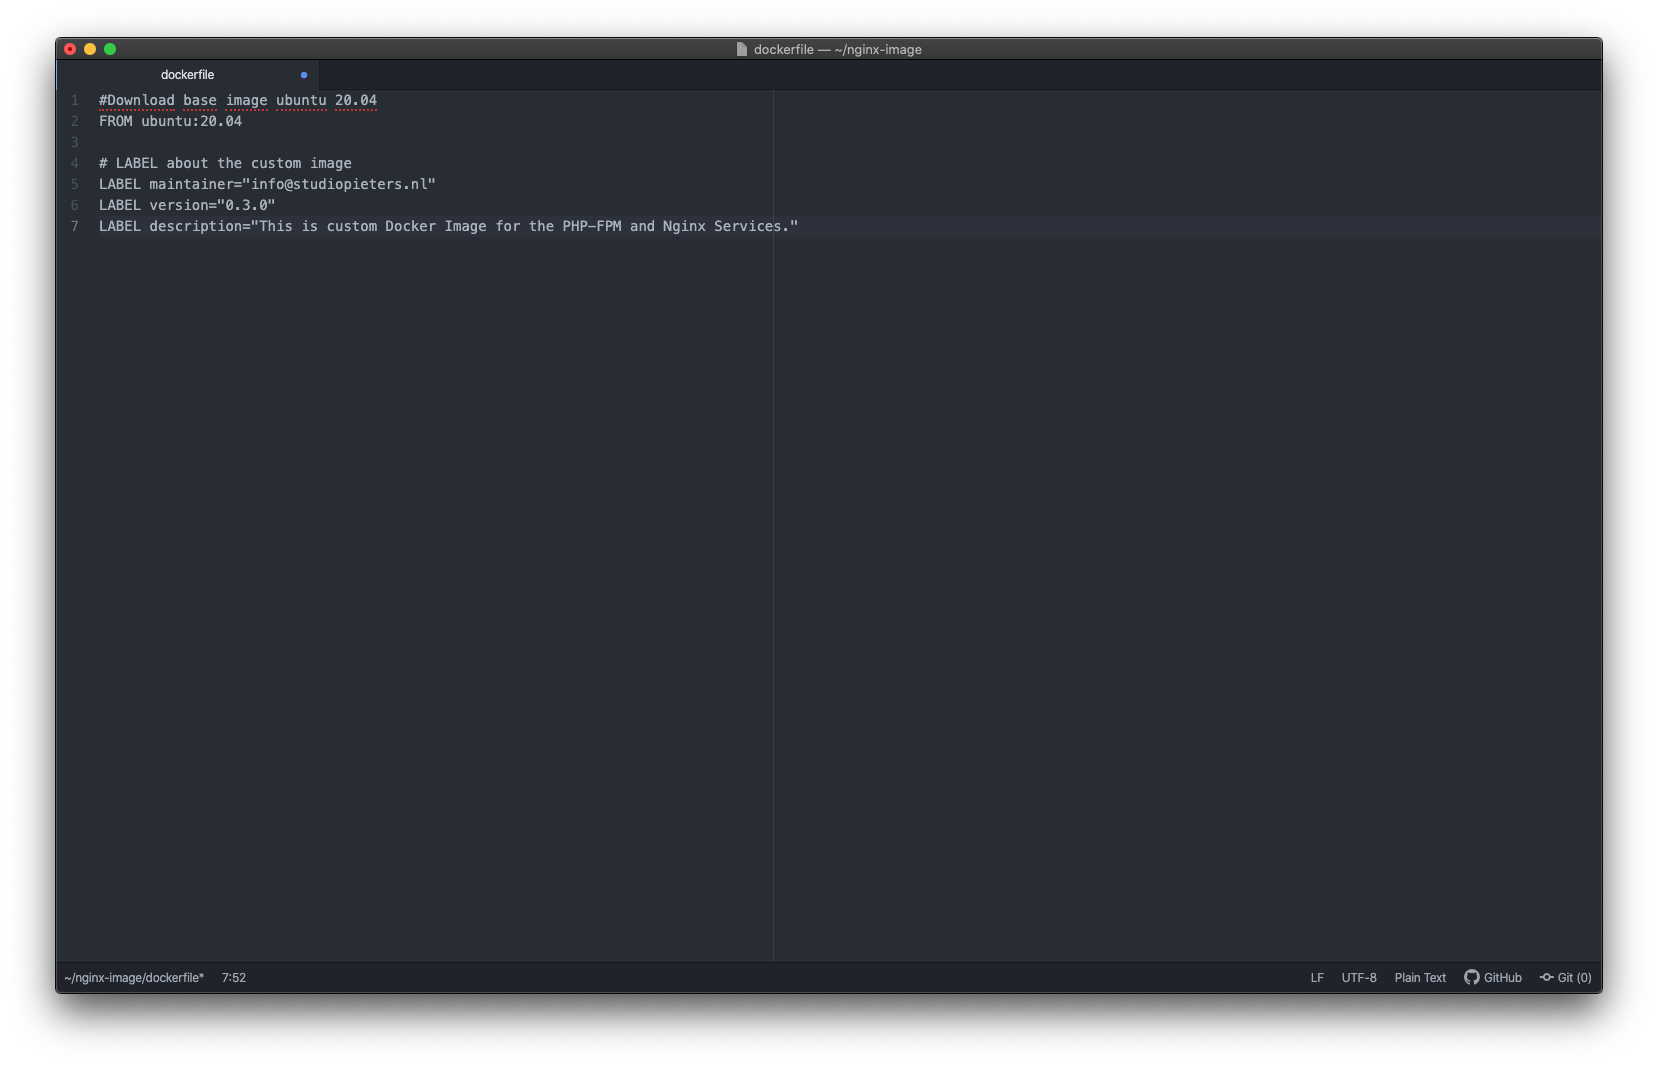 dockerfile — ~/nginx-image
dockerfile
1 #Download base image ubuntu 20.04
2 FROM ubuntu:20.04
3
4 # LABEL about the custom image
5 LABEL maintainer="info@studiopieters.nl"
6 LABEL version="0.3.0"
7 LABEL description="This is custom Docker Image for the PHP-FPM and Nginx Services."
~/nginx-image/dockerfile* 7:52 LF UTF-8 Plain Text GitHub Git (0)